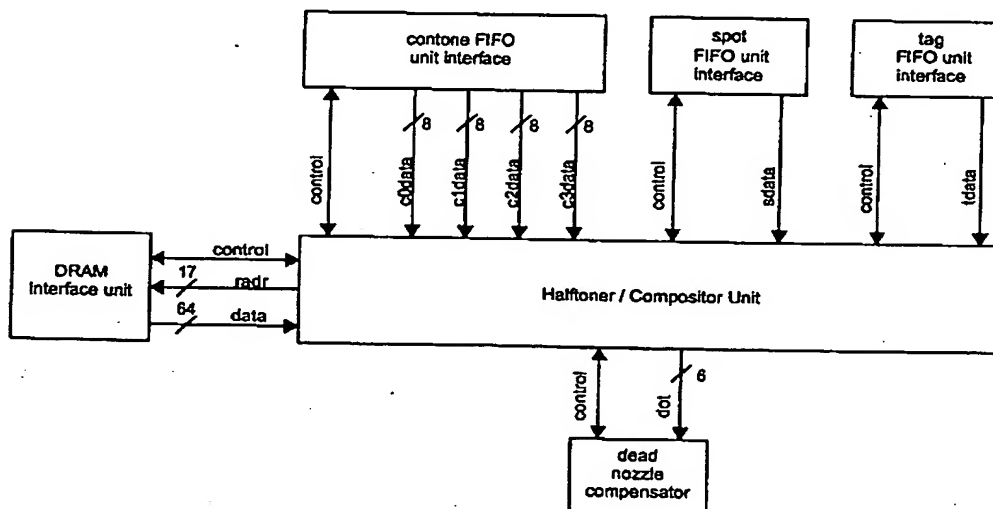 contone FIFO
unit interface
spot
FIFO unit
interface
tag
FIFO unit
interface
control
8
c0data
8
c1data
8
c2data
8
c3data
control
sdata
control
tdata
DRAM
Interface unit
control
17
radr
64
data
Halftoner / Compositor Unit
control
6
dot
dead
nozzle
compensator